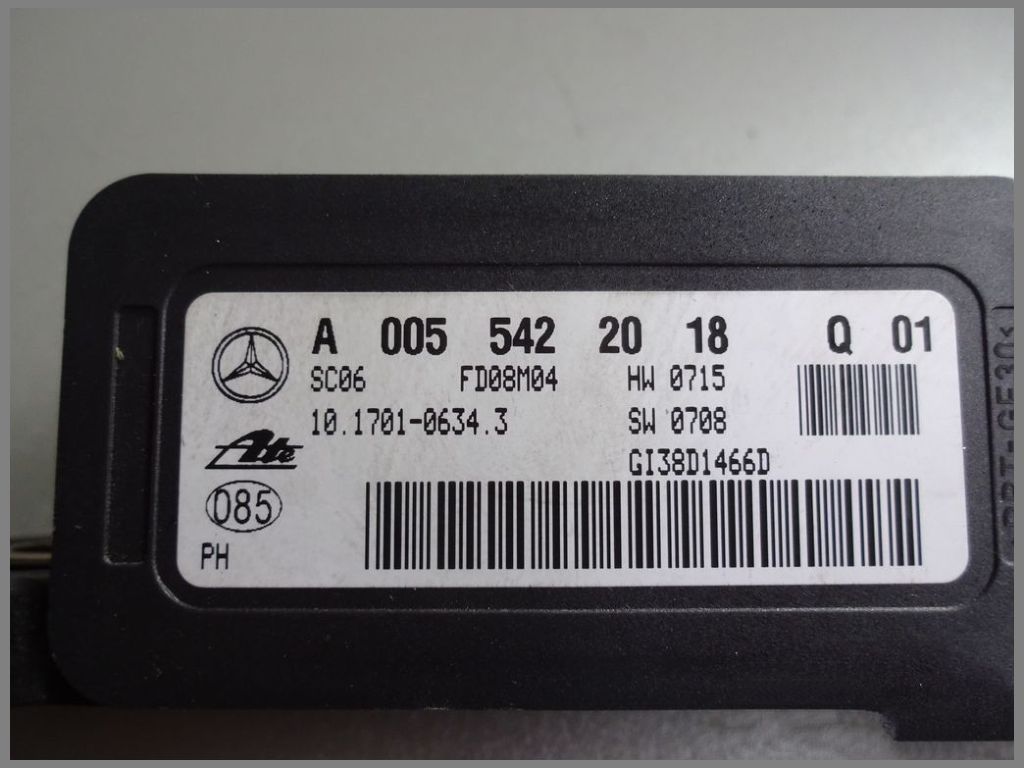 A 005 542 20 18 Q 01
SC06 FD08M04 HW 0715
10.1701-0634.3 SW 0708
Ate GI38D1466D
085
PH